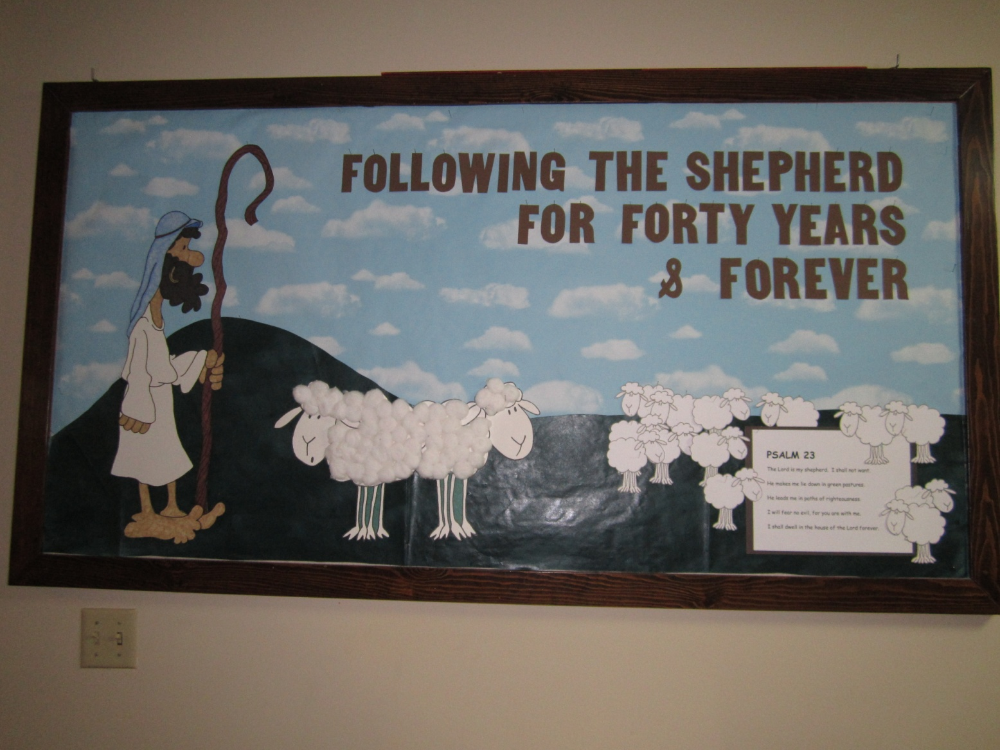 FOLLOWING THE SHEPHERD
FOR FORTY YEARS
& FOREVER
PSALM 23
The Lord is my shepherd. I shall not want.
He makes me lie down in green pastures.
He leads me in paths of righteousness.
I will fear no evil, for you are with me.
I shall dwell in the house of the Lord forever.